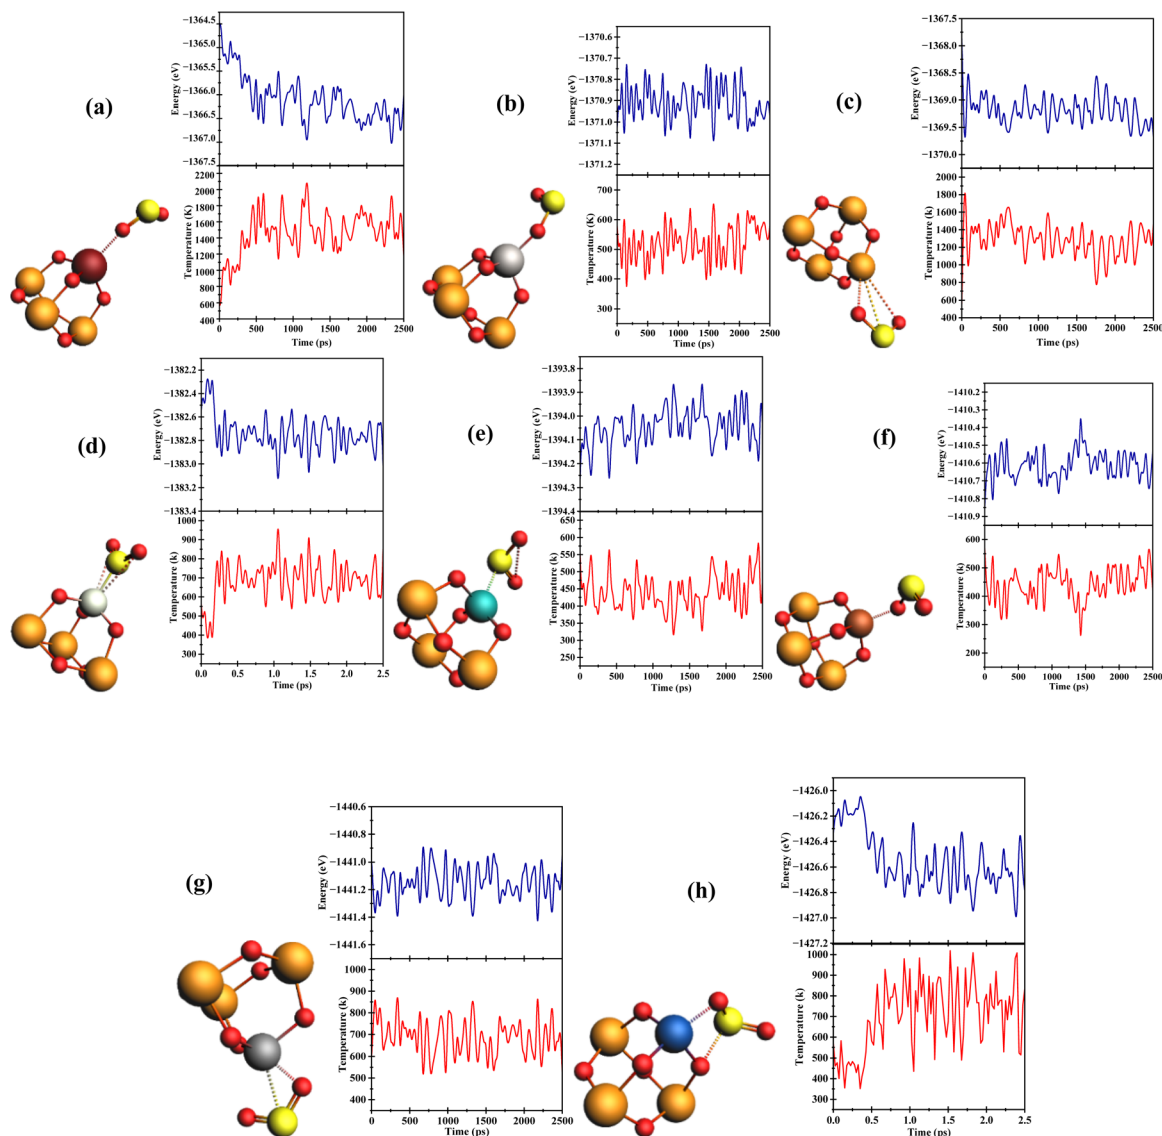 (a)
Energy (eV)
−1364.5
−1365.0
−1365.5
−1366.0
−1366.5
−1367.0
−1367.5
Temperature (K)
2200
2000
1800
1600
1400
1200
1000
800
600
400
0 500 1000 1500 2000 2500
Time (ps)
(b)
Energy (eV)
−1370.6
−1370.7
−1370.8
−1370.9
−1371.0
−1371.1
−1371.2
Temperature (k)
700
600
500
400
300
0 500 1000 1500 2000 2500
Time (ps)
(c)
Energy (eV)
−1367.5
−1368.0
−1368.5
−1369.0
−1369.5
−1370.0
Temperature (K)
2000
1800
1600
1400
1200
1000
800
600
400
0 500 1000 1500 2000 2500
Time (ps)
(d)
Energy (eV)
−1382.2
−1382.4
−1382.6
−1382.8
−1383.0
−1383.2
−1383.4
Temperature (k)
1000
900
800
700
600
500
400
300
0.0 0.5 1.0 1.5 2.0 2.5
Time (ps)
(e)
Energy (eV)
−1393.8
−1393.9
−1394.0
−1394.1
−1394.2
−1394.3
−1394.4
Temperature (k)
650
600
550
500
450
400
350
300
250
0 500 1000 1500 2000 2500
Time (ps)
(f)
Energy (eV)
−1410.2
−1410.3
−1410.4
−1410.5
−1410.6
−1410.7
−1410.8
−1410.9
Temperature (k)
600
500
400
300
200
0 500 1000 1500 2000 2500
Time (ps)
(g)
Energy (eV)
−1440.6
−1440.8
−1441.0
−1441.2
−1441.4
−1441.6
Temperature (k)
1000
900
800
700
600
500
400
350
0 500 1000 1500 2000 2500
Time (ps)
(h)
Energy (eV)
−1426.0
−1426.2
−1426.4
−1426.6
−1426.8
−1427.0
−1427.2
Temperature (k)
1000
900
800
700
600
500
400
300
0.0 0.5 1.0 1.5 2.0 2.5
Time (ps)